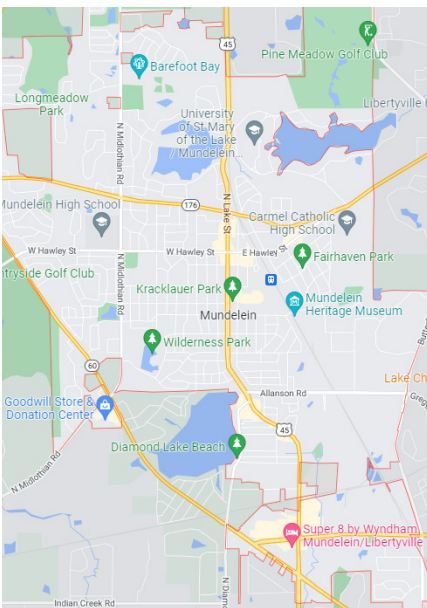 45
Pine Meadow Golf Club
Barefoot Bay
Longmeadow
Park
N Midlothian Rd
University
of St Mary
of the Lake
/ Mundelein...
Libertyville
N Lake St
176
Mundelein High School
Carmel Catholic
High School
W Hawley St
E Hawley
Fairhaven Park
ntryside Golf Club
N Midlothian Rd
Kracklauer Park
Mundelein
Mundelein
Heritage Museum
Wilderness Park
60
Lake Ch
Allanson Rd
Goodwill Store &
Donation Center
45
Diamond Lake Beach
N Midlothian Rd
Super 8 by Wyndham
Mundelein/Libertyville
N Diamo
Indian Creek Rd